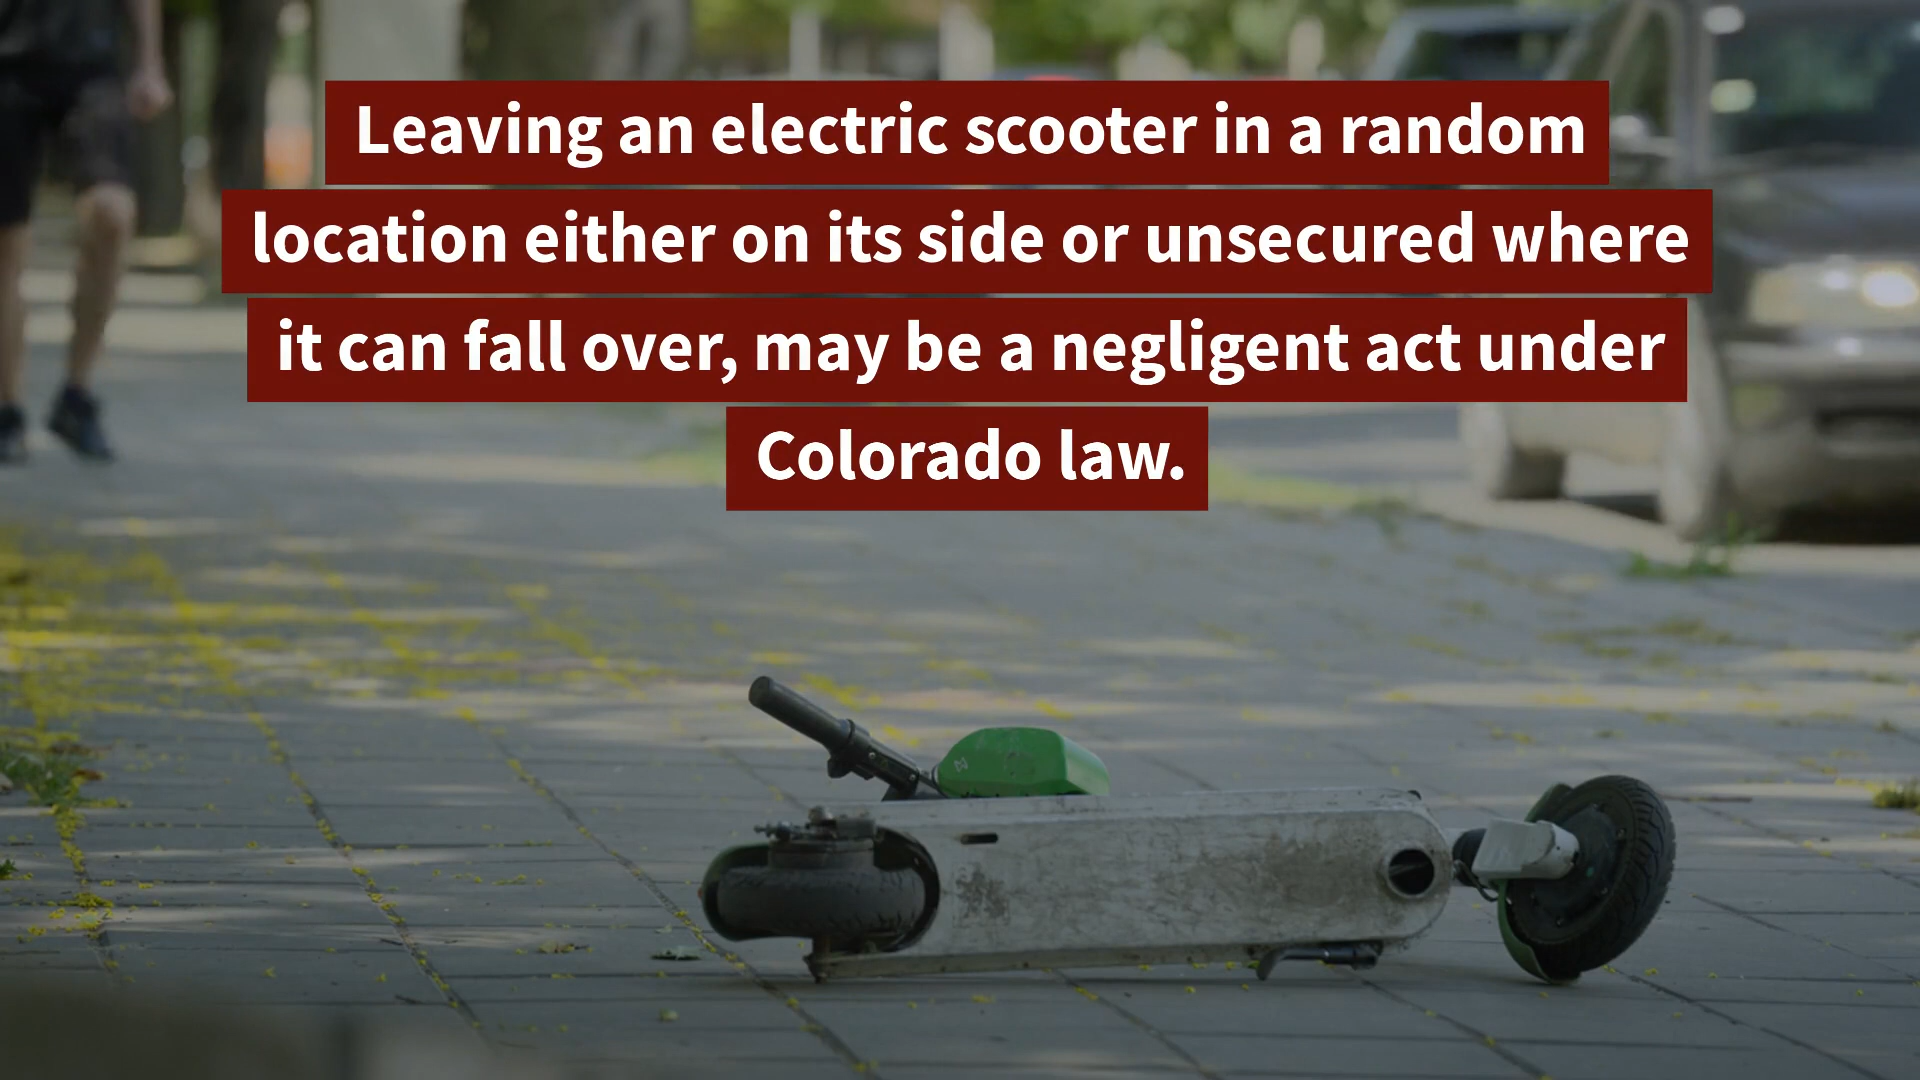 Leaving an electric scooter in a random
location either on its side or unsecured where
it can fall over, may be a negligent act under
Colorado law.